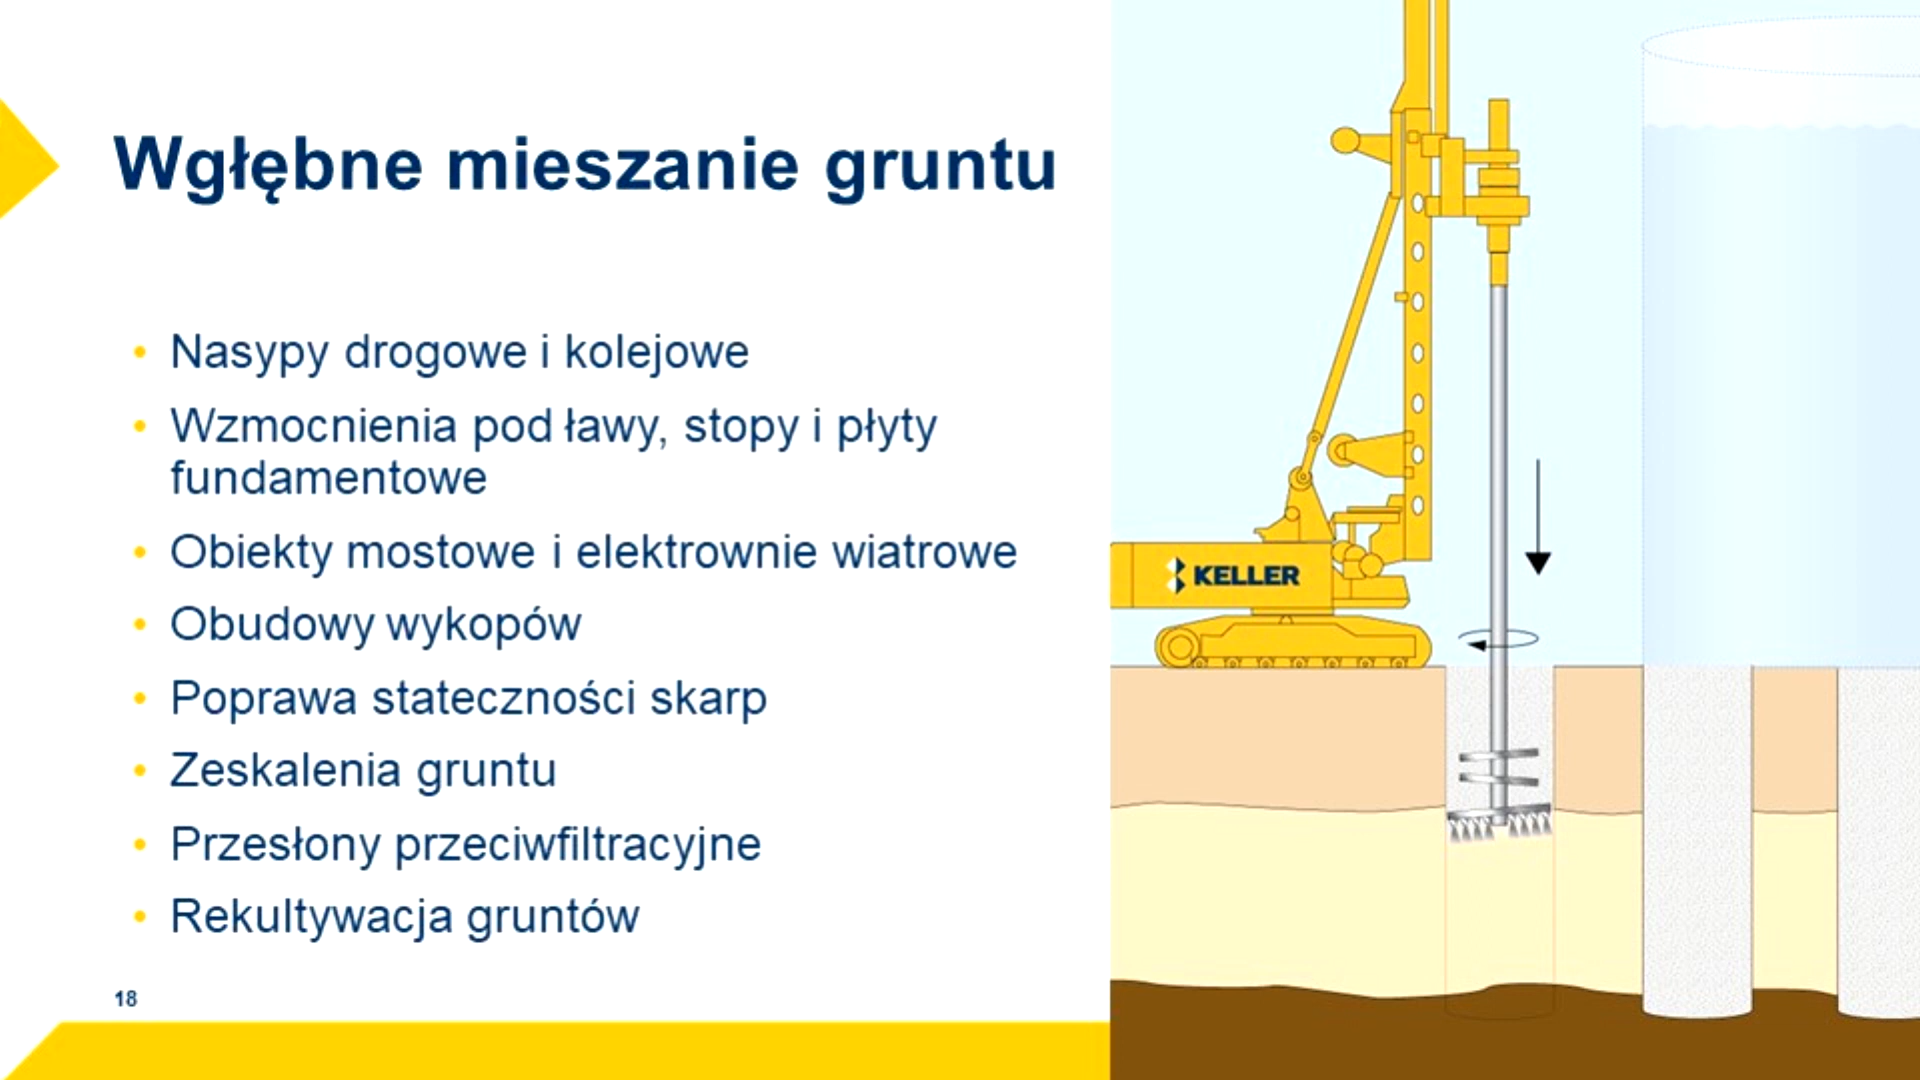 Wgłębne mieszanie gruntu
• Nasypy drogowe i kolejowe
• Wzmocnienia pod ławy, stopy i płyty
fundamentowe
• Obiekty mostowe i elektrownie wiatrowe
• Obudowy wykopów
• Poprawa stateczności skarp
• Zeskalenia gruntu
• Przesłony przeciwfiltracyjne
• Rekultywacja gruntów
18
KELLER